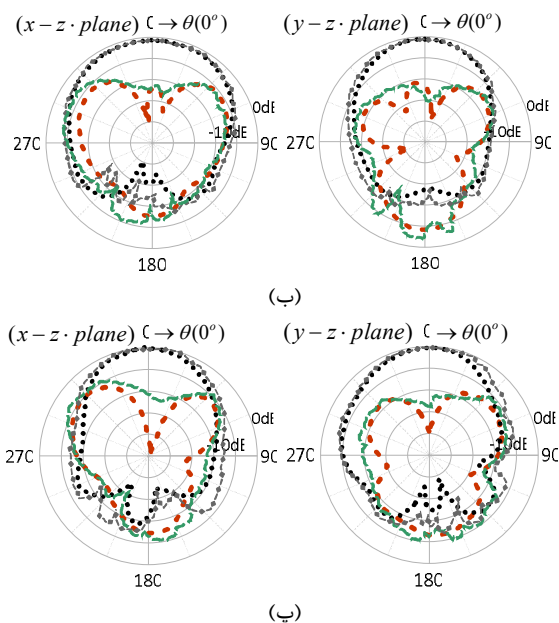 (x − z · plane) 0 → θ(0°) (y − z · plane) 0 → θ(0°)
0dB 0dB
270 -10dB 90 270 -10dB 90
180 180
(ب)
(x − z · plane) 0 → θ(0°) (y − z · plane) 0 → θ(0°)
0dB 0dB
270 -10dB 90 270 -10dB 90
180 180
(پ)